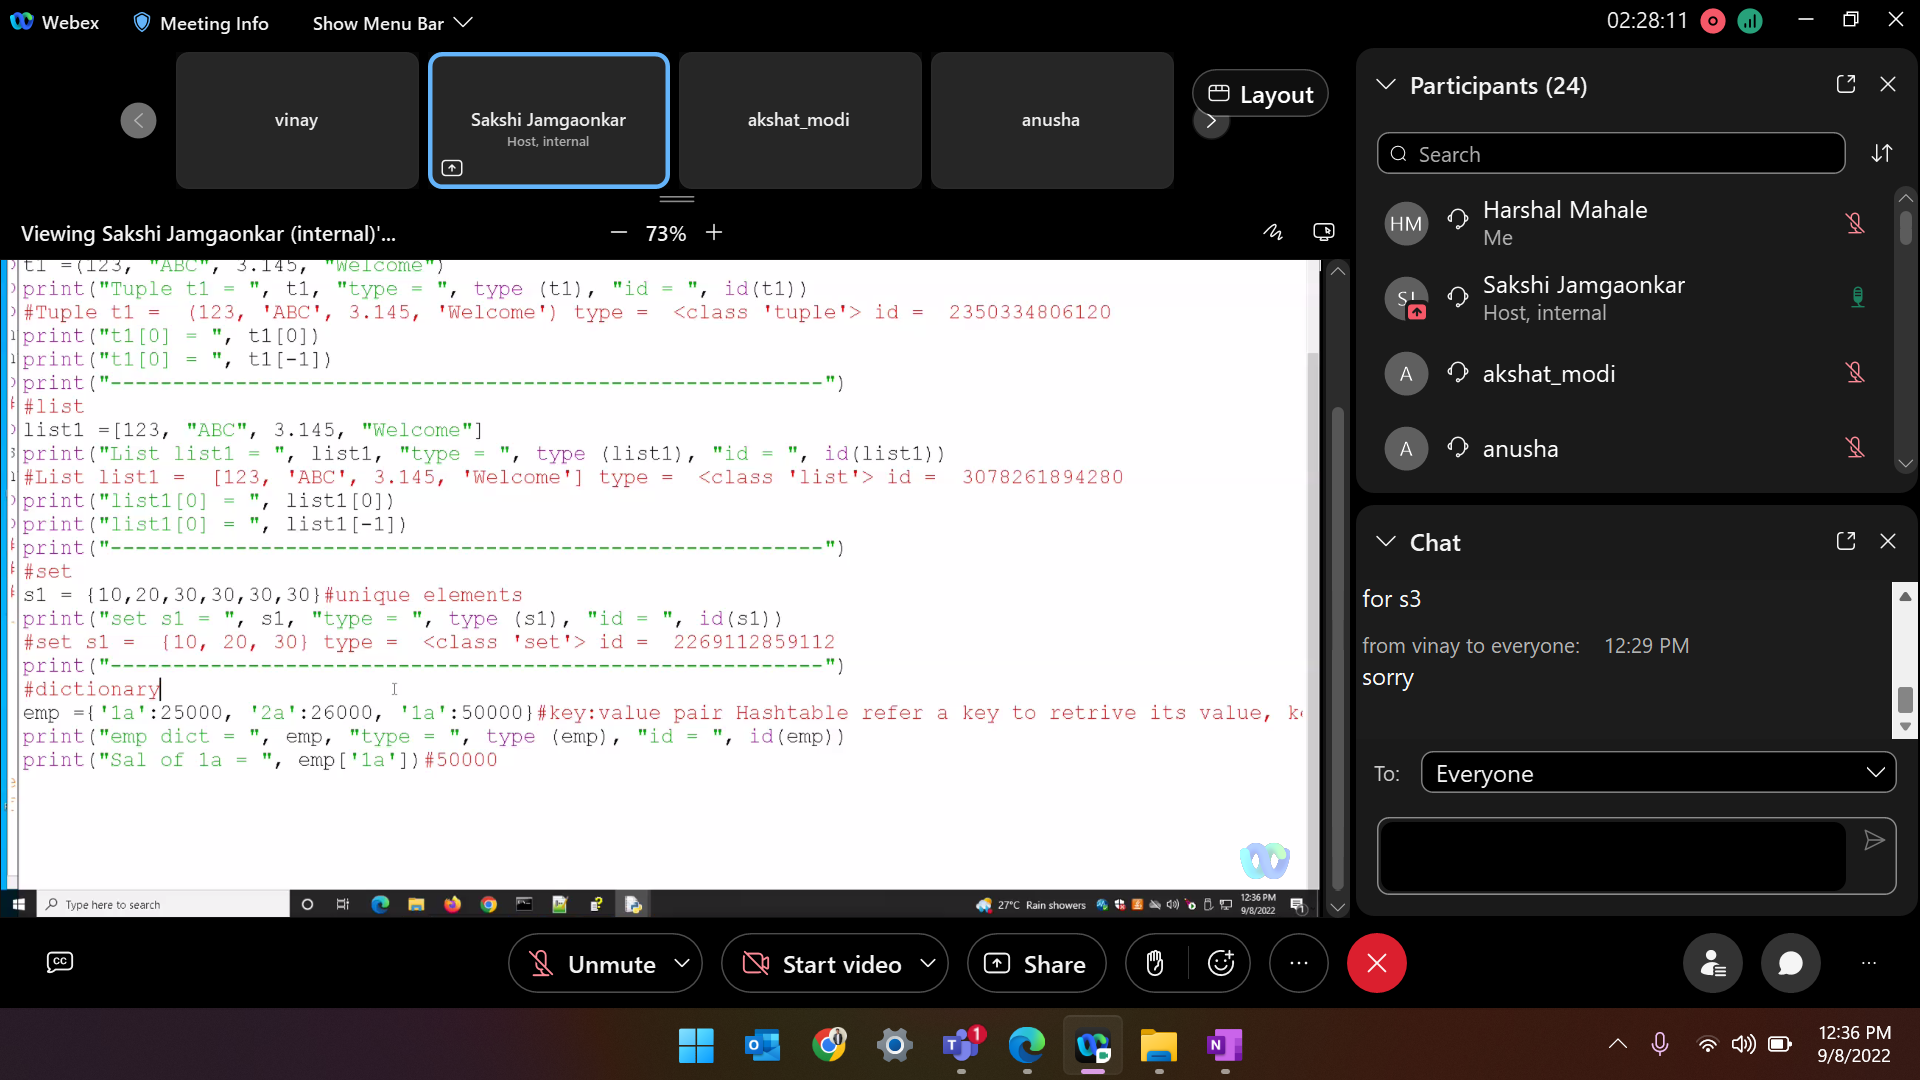 Webex
Meeting Info
Show Menu Bar
02:28:11
vinay
Sakshi Jamgaonkar
Host, internal
akshat_modi
anusha
Layout
Viewing Sakshi Jamgaonkar (internal)'...
73%
t1 =(123, "ABC", 3.145, "Welcome")
print("Tuple t1 = ", t1, "type = ", type (t1), "id = ", id(t1))
#Tuple t1 =  (123, 'ABC', 3.145, 'Welcome') type =  <class 'tuple'> id =  2350334806120
print("t1[0] = ", t1[0])
print("t1[0] = ", t1[-1])
print("---------------------------------------------------------")
#list
list1 =[123, "ABC", 3.145, "Welcome"]
print("List list1 = ", list1, "type = ", type (list1), "id = ", id(list1))
#List list1 =  [123, 'ABC', 3.145, 'Welcome'] type =  <class 'list'> id =  3078261894280
print("list1[0] = ", list1[0])
print("list1[0] = ", list1[-1])
print("---------------------------------------------------------")
#set
s1 = {10,20,30,30,30,30}#unique elements
print("set s1 = ", s1, "type = ", type (s1), "id = ", id(s1))
#set s1 =  {10, 20, 30} type =  <class 'set'> id =  2269112859112
print("---------------------------------------------------------")
#dictionary
emp ={'1a':25000, '2a':26000, '1a':50000}#key:value pair Hashtable refer a key to retrive its value,
print("emp dict = ", emp, "type = ", type (emp), "id = ", id(emp))
print("Sal of 1a = ", emp['1a'])#50000
Type here to search
27°C Rain showers
12:36 PM
9/8/2022
Participants (24)
Search
HM
Harshal Mahale
Me
SJ
Sakshi Jamgaonkar
Host, internal
A
akshat_modi
A
anusha
Chat
for s3
from vinay to everyone: 12:29 PM
sorry
To:
Everyone
CC
Unmute
Start video
Share
1
12:36 PM
9/8/2022